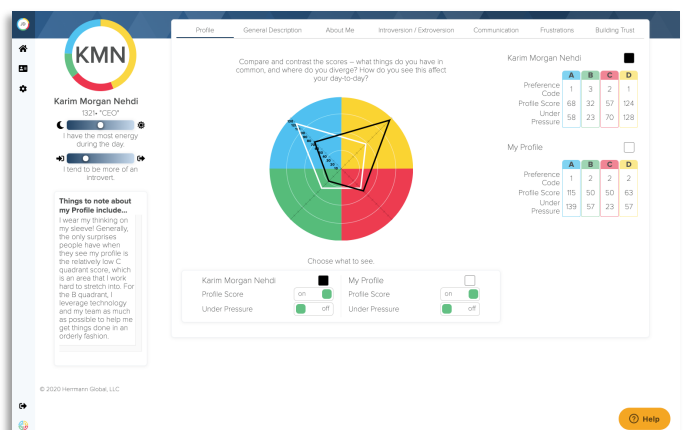 Profile
General Description
About Me
Introversion / Extroversion
Communication
Frustrations
Building Trust
KMN
Karim Morgan Nehdi
1321• "CEO"
I have the most energy
during the day.
I tend to be more of an
introvert.
Things to note about
my Profile include...
I wear my thinking on
my sleeve! Generally,
the only surprises
people have when
they see my profile is
the relatively low C
quadrant score, which
is an area that I work
hard to stretch into. For
the B quadrant, I
leverage technology
and my team as much
as possible to help me
get things done in an
orderly fashion.
Compare and contrast the scores – what things do you have in
common, and where do you diverge? How do you see this affect
your day-to-day?
Choose what to see.
Karim Morgan Nehdi
Profile Score on
Under Pressure off
My Profile
Profile Score on
Under Pressure off
Karim Morgan Nehdi
A B C D
Preference
Code 1 3 2 1
Profile Score 68 32 57 124
Under
Pressure 58 23 70 128
My Profile
A B C D
Preference
Code 1 2 2 2
Profile Score 115 50 50 63
Under
Pressure 139 57 23 57
© 2020 Herrmann Global, LLC
Help